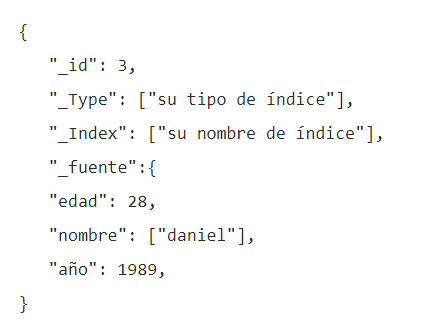 {
"_id": 3,
"_Type": ["su tipo de índice"],
"_Index": ["su nombre de índice"],
"_fuente":{
"edad": 28,
"nombre": ["daniel"],
"año": 1989,
}